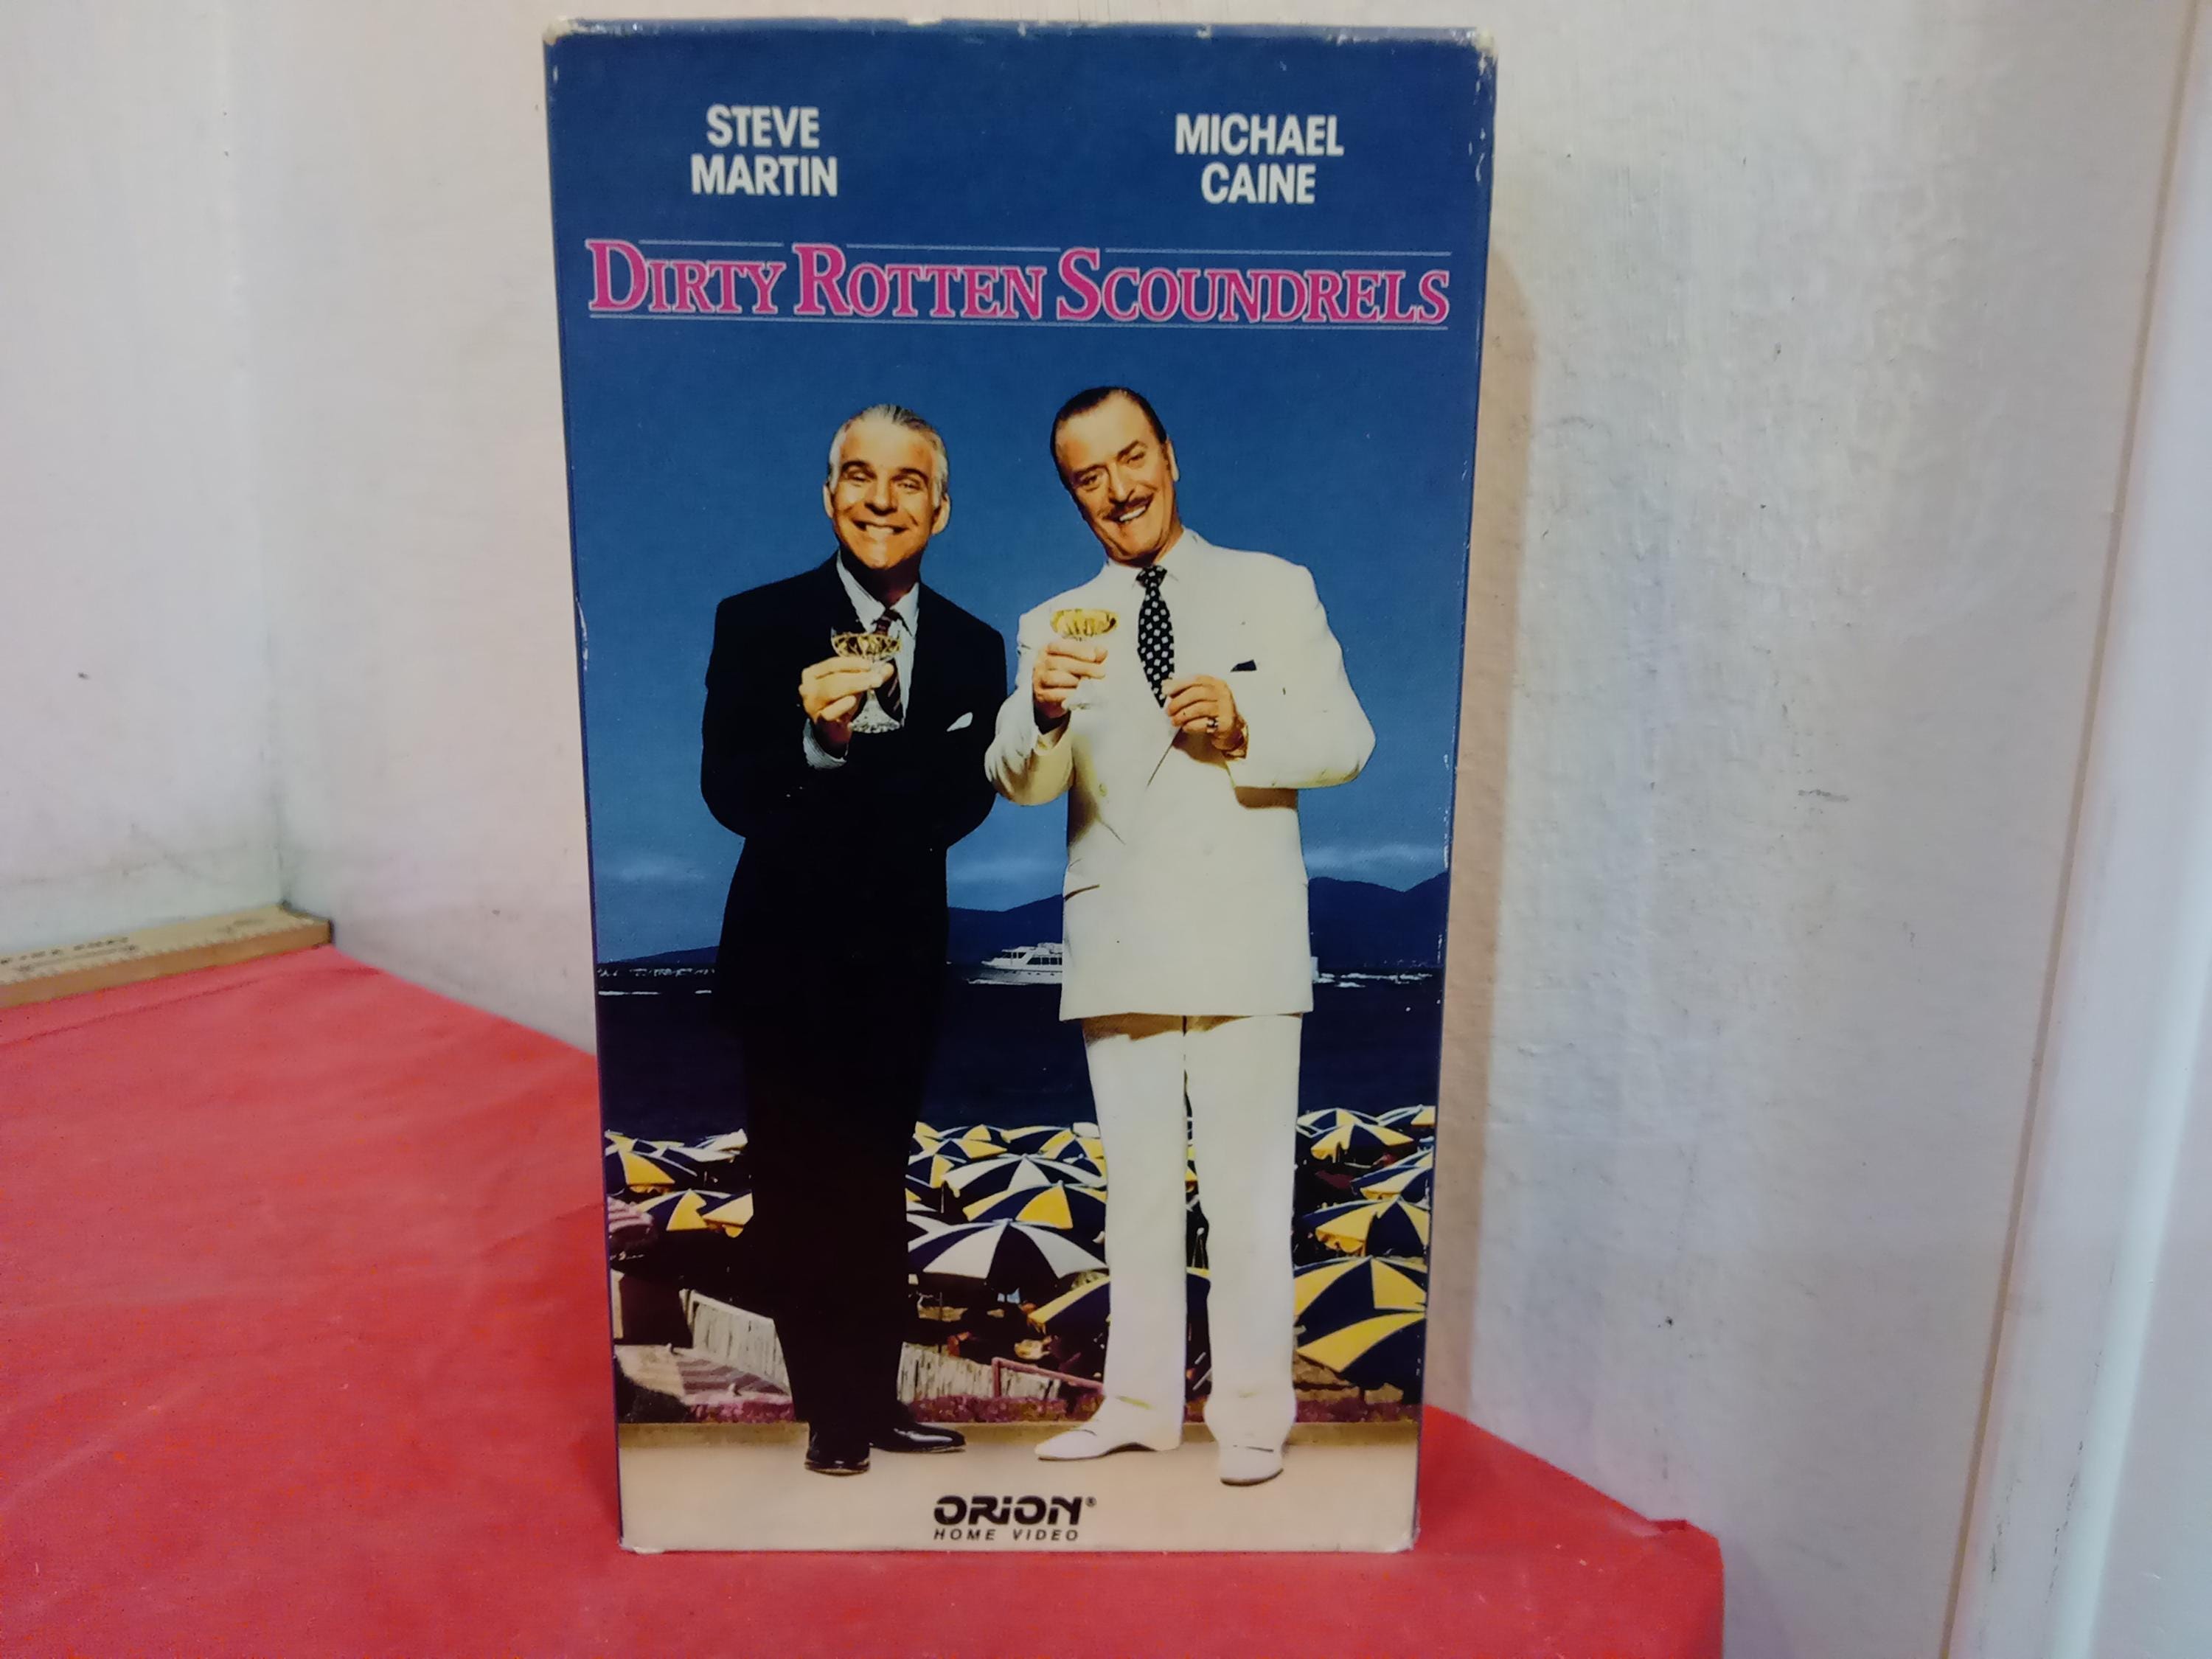 STEVE
MARTIN
MICHAEL
CAINE
DIRTY ROTTEN SCOUNDRELS
ORION®
HOME VIDEO